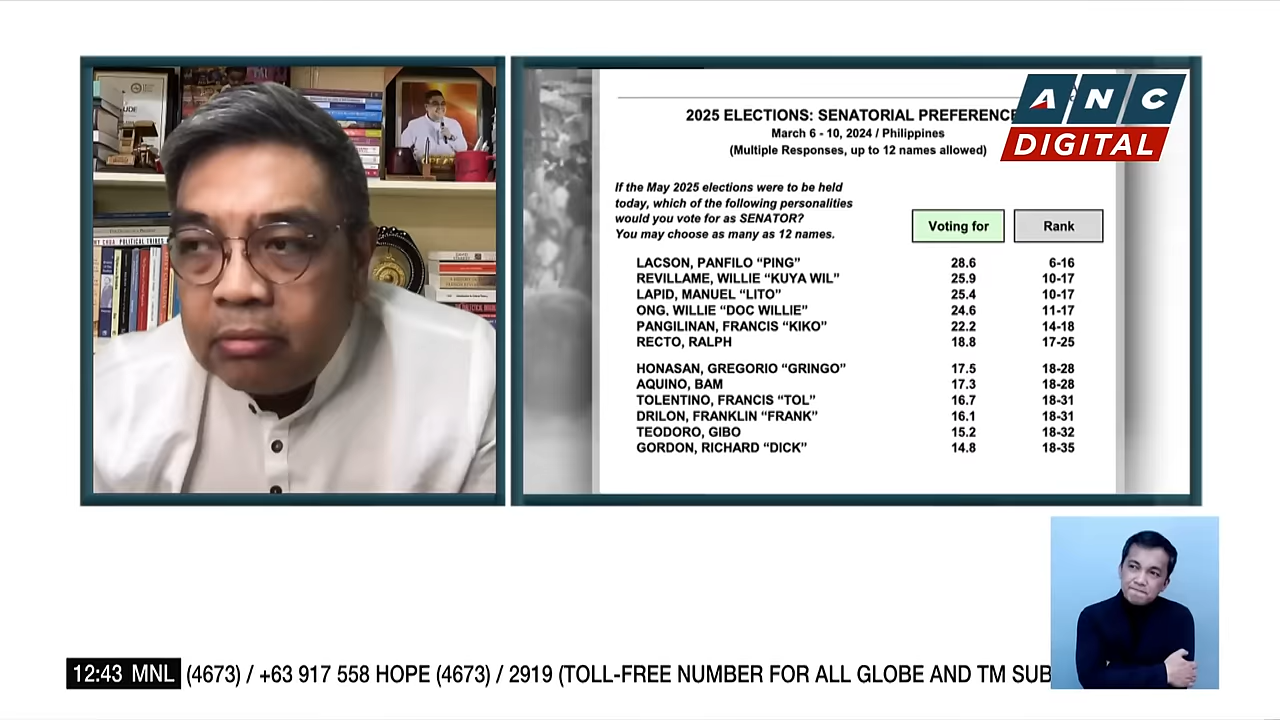 ANC
DIGITAL
2025 ELECTIONS: SENATORIAL PREFERENCE
March 6 - 10, 2024 / Philippines
(Multiple Responses, up to 12 names allowed)
If the May 2025 elections were to be held
today, which of the following personalities
would you vote for as SENATOR?
You may choose as many as 12 names.
Voting for Rank
LACSON, PANFILO “PING” 28.6 6-16
REVILLAME, WILLIE “KUYA WIL” 25.9 10-17
LAPID, MANUEL “LITO” 25.4 10-17
ONG, WILLIE “DOC WILLIE” 24.6 11-17
PANGILINAN, FRANCIS “KIKO” 22.2 14-18
RECTO, RALPH 18.8 17-25
HONASAN, GREGORIO “GRINGO” 17.5 18-28
AQUINO, BAM 17.3 18-28
TOLENTINO, FRANCIS “TOL” 16.7 18-31
DRILON, FRANKLIN “FRANK” 16.1 18-31
TEODORO, GIBO 15.2 18-32
GORDON, RICHARD “DICK” 14.8 18-35
POLITICAL TRIBES
12:43 MNL (4673) / +63 917 558 HOPE (4673) / 2919 (TOLL-FREE NUMBER FOR ALL GLOBE AND TM SUB